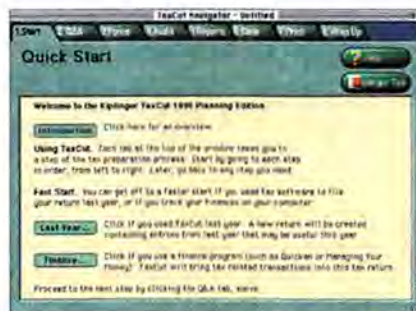 TaxCut Navigator - Untitled
1.Start 2.Q&A 3.Forms 4.Audit
Quick Start
Welcome to the Kiplinger TaxCut 1995 Planning Edition
Introduction Click here for an overview.
Using TaxCut. Each tab at the top of the window takes you to
a step of the tax preparation process. Start by going to each step
in order, from left to right. Later, go back to any step you need.
Fast Start. You can get off to a faster start if you used tax software to file
your return last year, or if you track your finances on your computer.
Last Year... Click if you used TaxCut last year. A new return will be created
containing entries from last year that may be useful this year.
Finance... Click if you use a finance program (such as Quicken or Managing Your
Money). TaxCut will bring tax related transactions into this tax return.
Proceed to the next step by clicking the Q&A tab, above.